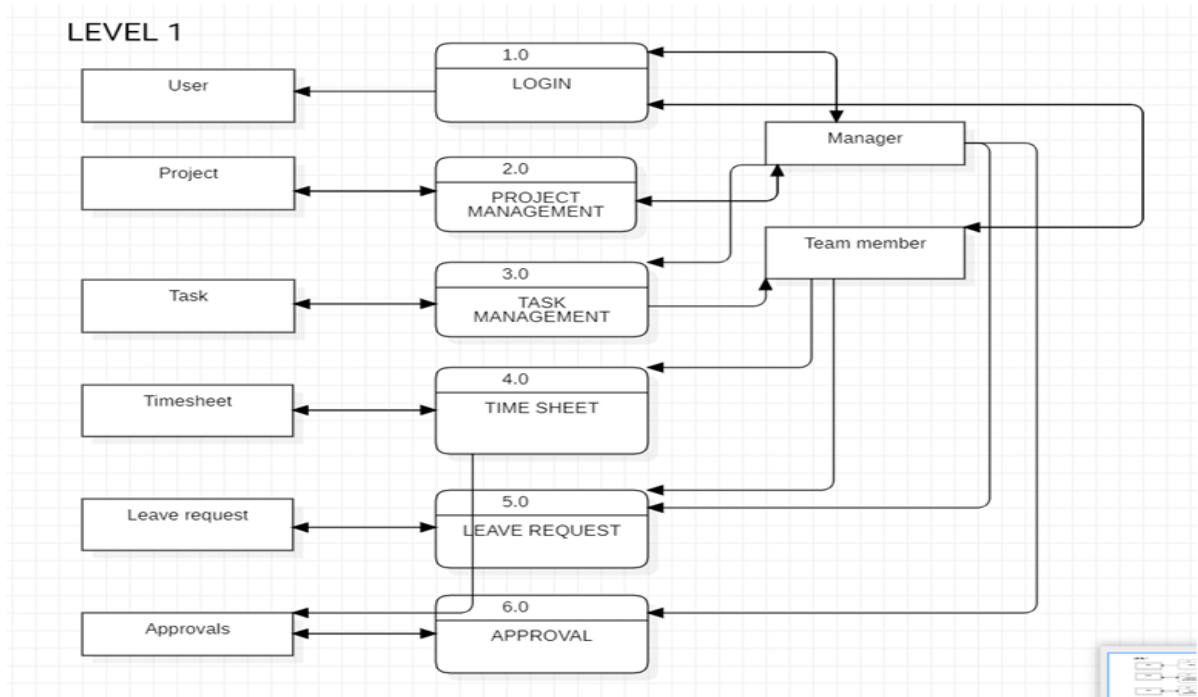 LEVEL 1
User
1.0
LOGIN
Manager
Project
2.0
PROJECT
MANAGEMENT
Team member
Task
3.0
TASK
MANAGEMENT
Timesheet
4.0
TIME SHEET
Leave request
5.0
LEAVE REQUEST
Approvals
6.0
APPROVAL